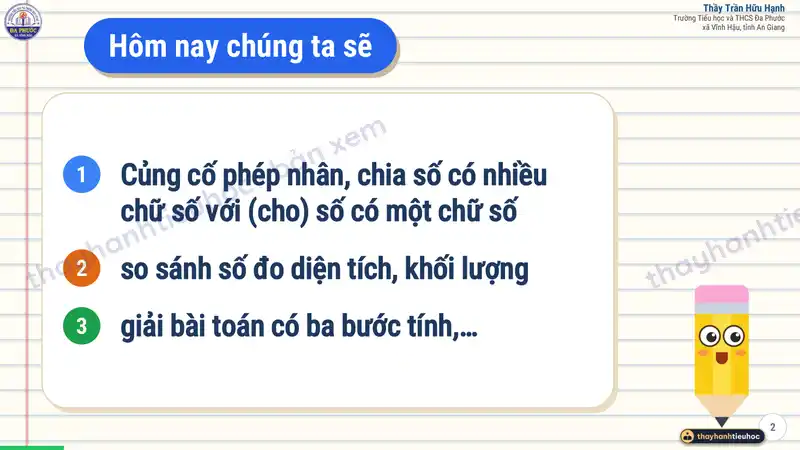 Thầy Trần Hữu Hạnh
Trường Tiểu học và THCS Đa Phước
xã Vĩnh Hậu, tỉnh An Giang
ĐA PHƯỚC
Hôm nay chúng ta sẽ
1 Củng cố phép nhân, chia số có nhiều
chữ số với (cho) số có một chữ số
2 so sánh số đo diện tích, khối lượng
3 giải bài toán có ba bước tính,...
thayhanhtieuhoc
2